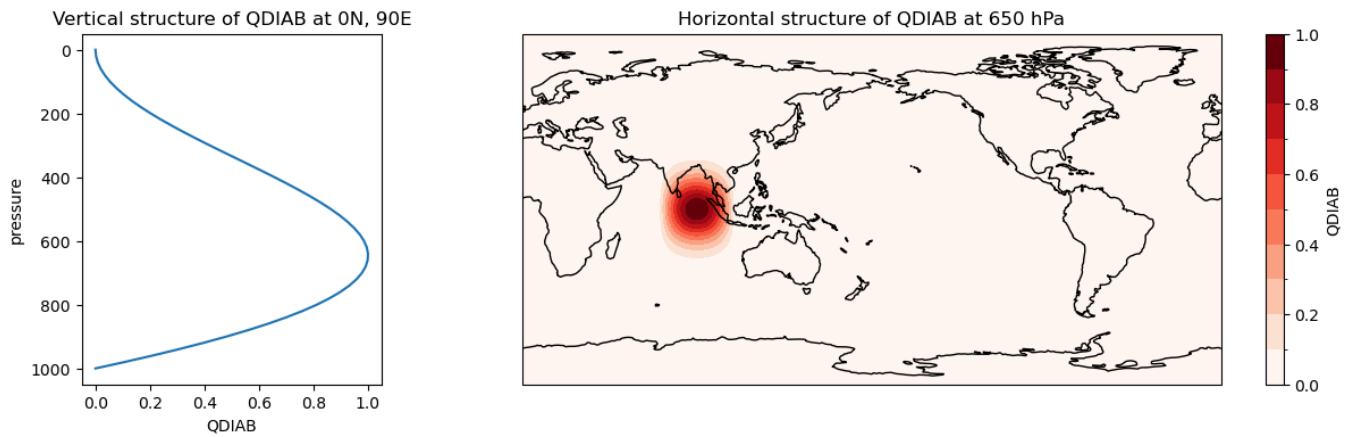 Vertical structure of QDIAB at 0N, 90E
0
200
400
600
800
1000
pressure
0.0 0.2 0.4 0.6 0.8 1.0
QDIAB
Horizontal structure of QDIAB at 650 hPa
1.0
0.8
0.6
0.4
0.2
0.0
QDIAB